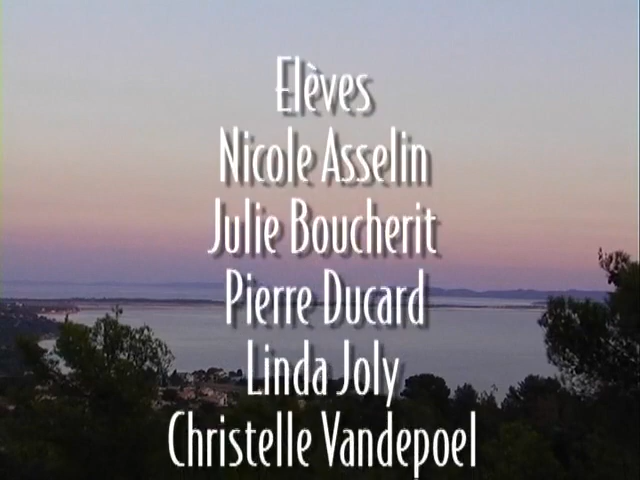 Elèves
Nicole Asselin
Julie Boucherit
Pierre Ducard
Linda Joly
Christelle Vandepoel